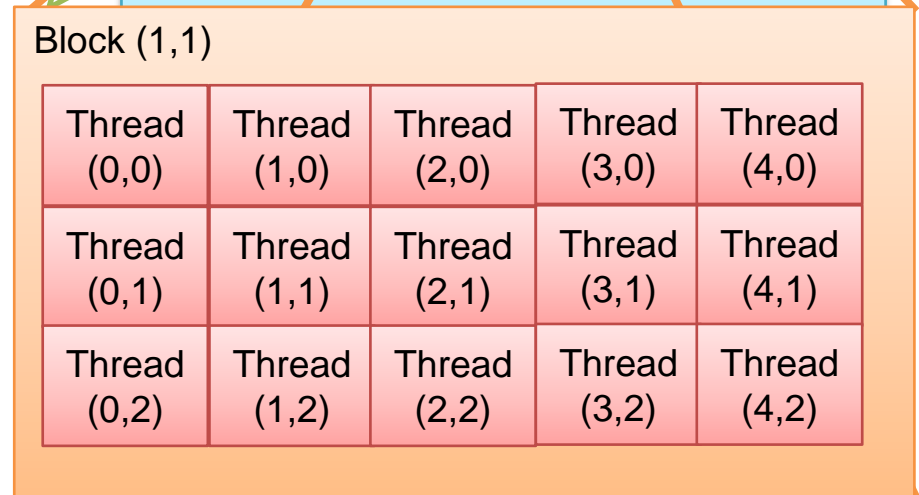 Block (1,1)
Thread Thread Thread Thread Thread
(0,0) (1,0) (2,0) (3,0) (4,0)
Thread Thread Thread Thread Thread
(0,1) (1,1) (2,1) (3,1) (4,1)
Thread Thread Thread Thread Thread
(0,2) (1,2) (2,2) (3,2) (4,2)